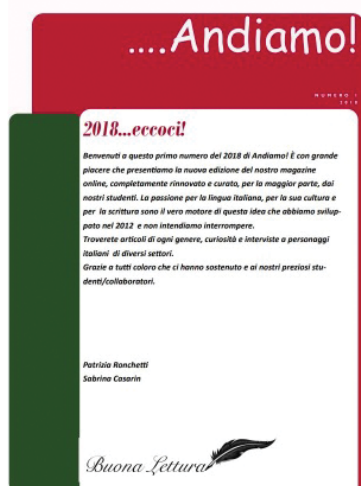 ....Andiamo!
NUMERO 1
2018
2018...eccoci!
Benvenuti a questo primo numero del 2018 di Andiamo! È con grande
piacere che presentiamo la nuova edizione del nostro magazine
online, completamente rinnovato e curato, per la maggior parte, dai
nostri studenti. La passione per la lingua italiana, per la sua cultura e
per la scrittura sono il vero motore di questa idea che abbiamo svilup-
pato nel 2012 e non intendiamo interrompere.
Troverete articoli di ogni genere, curiosità e interviste a personaggi
italiani di diversi settori.
Grazie a tutti coloro che ci hanno sostenuto e ai nostri preziosi stu-
denti/collaboratori.
Patrizia Ronchetti
Sabrina Casarin
Buona Lettura